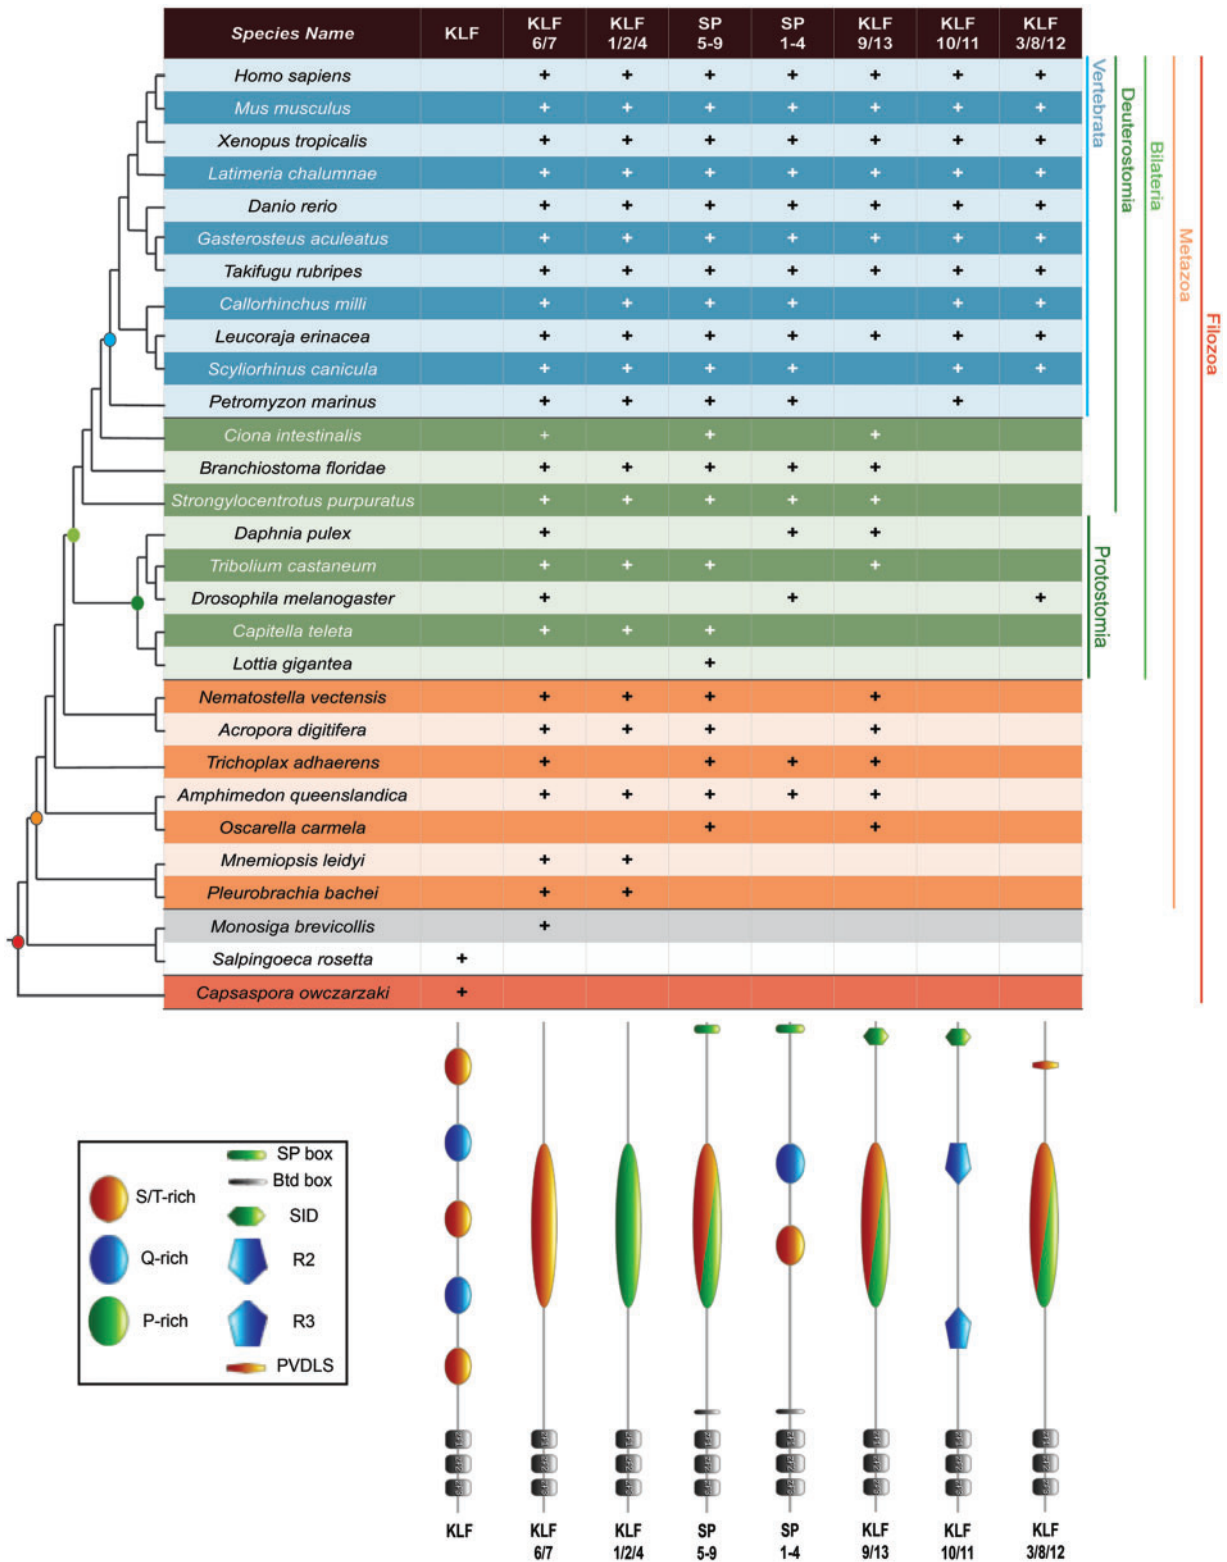 Species Name KLF KLF 6/7 KLF 1/2/4 SP 5-9 SP 1-4 KLF 9/13 KLF 10/11 KLF 3/8/12
Homo sapiens + + + + + + +
Mus musculus + + + + + + +
Xenopus tropicalis + + + + + + +
Latimeria chalumnae + + + + + + +
Danio rerio + + + + + + +
Gasterosteus aculeatus + + + + + + +
Takifugu rubripes + + + + + + +
Callorhinchus milli + + + + + +
Leucoraja erinacea + + + + + + +
Scyliorhinus canicula + + + + + +
Petromyzon marinus + + + + +
Ciona intestinalis + + +
Branchiostoma floridae + + + + +
Strongylocentrotus purpuratus + + + + +
Daphnia pulex + + +
Tribolium castaneum + + + +
Drosophila melanogaster + + +
Capitella teleta + + +
Lottia gigantea +
Nematostella vectensis + + + +
Acropora digitifera + + + +
Trichoplax adhaerens + + + +
Amphimedon queenslandica + + + + +
Oscarella carmela + +
Mnemiopsis leidyi + +
Pleurobrachia bachei + +
Monosiga brevicollis +
Salpingoeca rosetta +
Capsaspora owczarzaki +
Vertebrata
Deuterostomia
Protostomia
Bilateria
Metazoa
Filozoa
S/T-rich
Q-rich
P-rich
SP box
Btd box
SID
R2
R3
PVDLS
KLF KLF KLF SP SP KLF KLF KLF
6/7 1/2/4 5-9 1-4 9/13 10/11 3/8/12